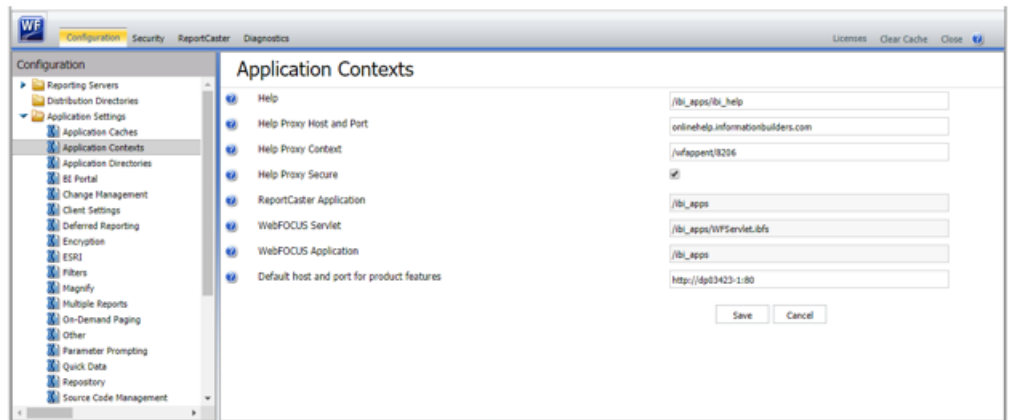 WF
Configuration Security ReportCaster Diagnostics
Licenses Clear Cache Close
Configuration
Reporting Servers
Distribution Directories
Application Settings
Application Caches
Application Contexts
Application Directories
BI Portal
Change Management
Client Settings
Deferred Reporting
Encryption
ESRI
Filters
Magnify
Multiple Reports
On-Demand Paging
Other
Parameter Prompting
Quick Data
Repository
Source Code Management
Application Contexts
Help /ibi_apps/ibi_help
Help Proxy Host and Port onlinehelp.informationbuilders.com
Help Proxy Context /wfappent/8206
Help Proxy Secure
ReportCaster Application /ibi_apps
WebFOCUS Servlet /ibi_apps/WFServlet.ibfs
WebFOCUS Application /ibi_apps
Default host and port for product features http://dp03423-1:80
Save Cancel